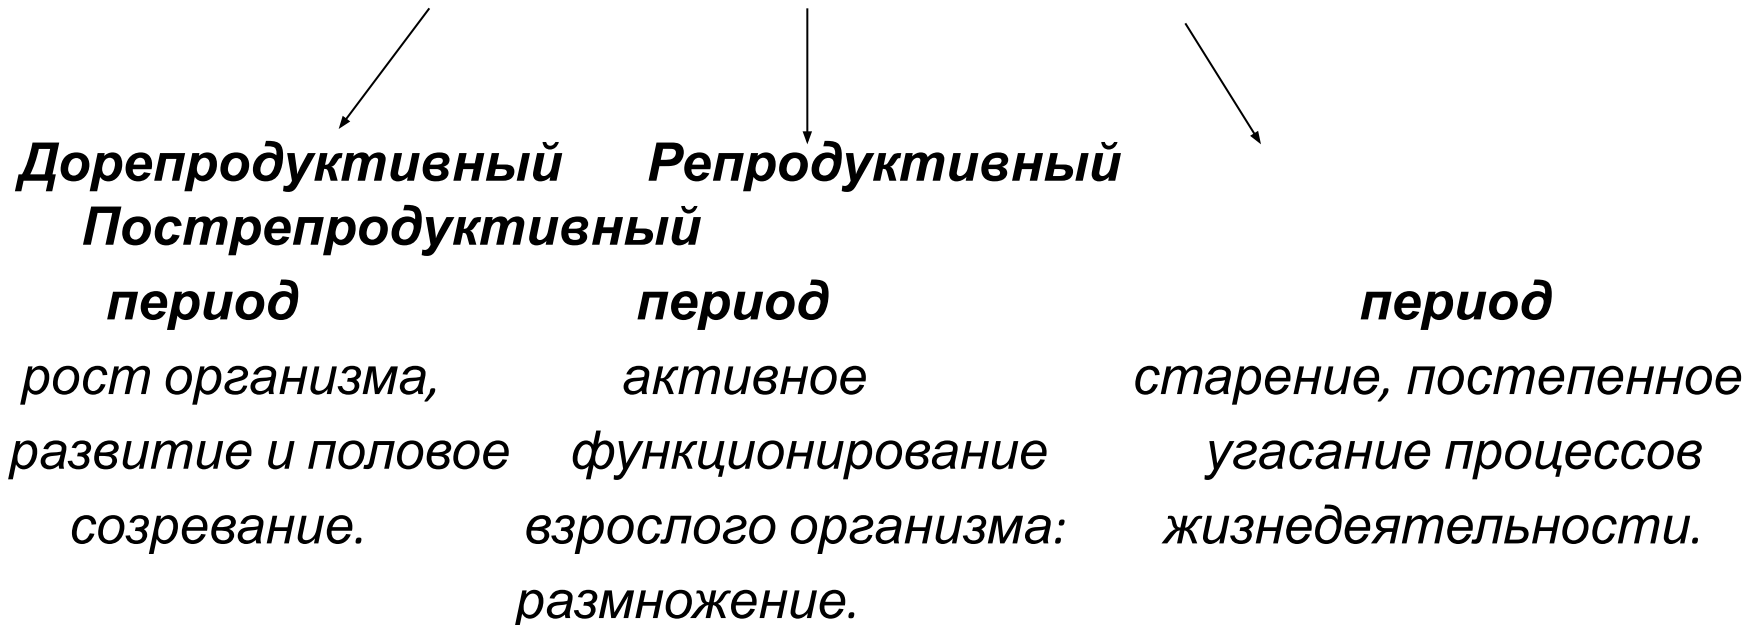 Дорепродуктивный Репродуктивный
Пострепродуктивный
период период период
рост организма, активное старение, постепенное
развитие и половое функционирование угасание процессов
созревание. взрослого организма: жизнедеятельности.
размножение.